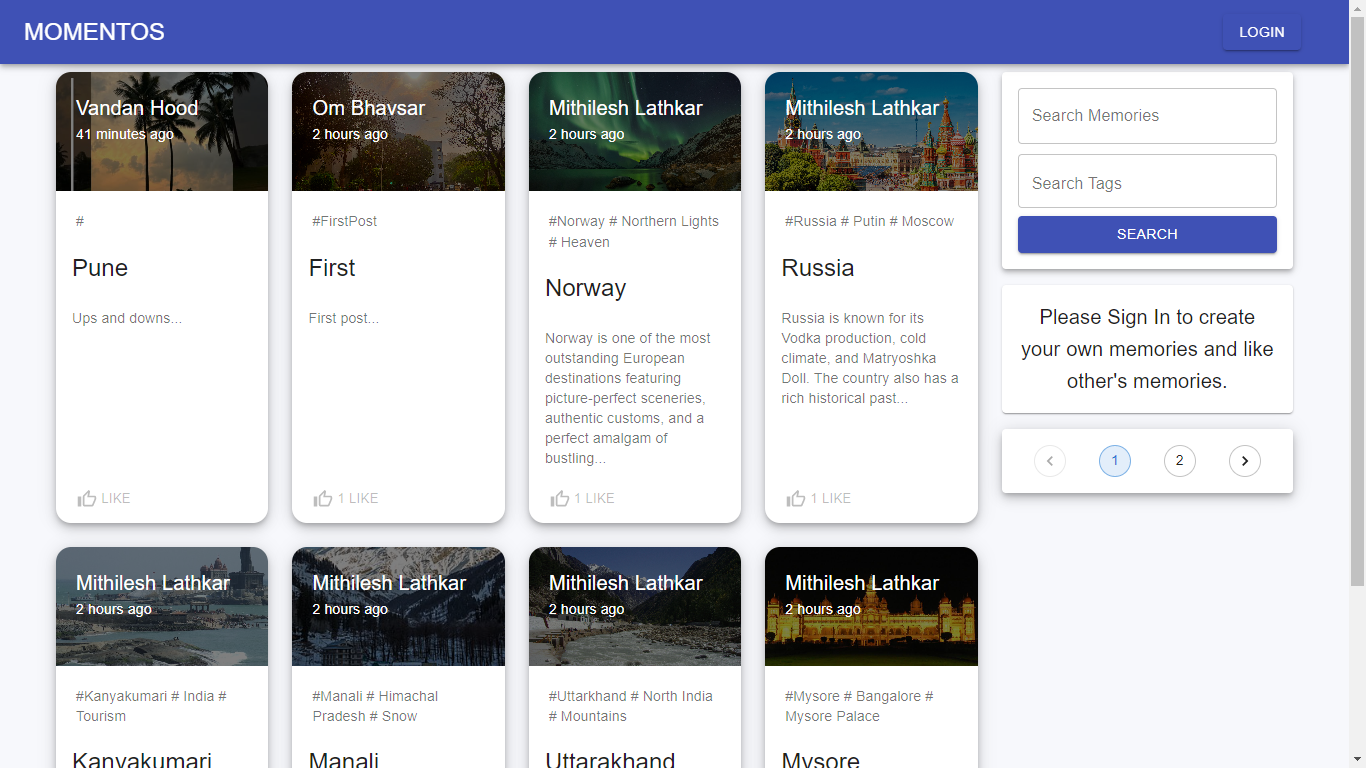 MOMENTOS
LOGIN
Vandan Hood
41 minutes ago
#
Pune
Ups and downs...
LIKE
Om Bhavsar
2 hours ago
#FirstPost
First
First post...
1 LIKE
Mithilesh Lathkar
2 hours ago
#Norway # Northern Lights
# Heaven
Norway
Norway is one of the most
outstanding European
destinations featuring
picture-perfect sceneries,
authentic customs, and a
perfect amalgam of
bustling...
1 LIKE
Mithilesh Lathkar
2 hours ago
#Russia # Putin # Moscow
Russia
Russia is known for its
Vodka production, cold
climate, and Matryoshka
Doll. The country also has a
rich historical past...
1 LIKE
Search Memories
Search Tags
SEARCH
Please Sign In to create
your own memories and like
other's memories.
1
2
Mithilesh Lathkar
2 hours ago
#Kanyakumari # India #
Tourism
Kanyakumari
Mithilesh Lathkar
2 hours ago
#Manali # Himachal
Pradesh # Snow
Manali
Mithilesh Lathkar
2 hours ago
#Uttarkhand # North India
# Mountains
Uttarakhand
Mithilesh Lathkar
2 hours ago
#Mysore # Bangalore #
Mysore Palace
Mysore